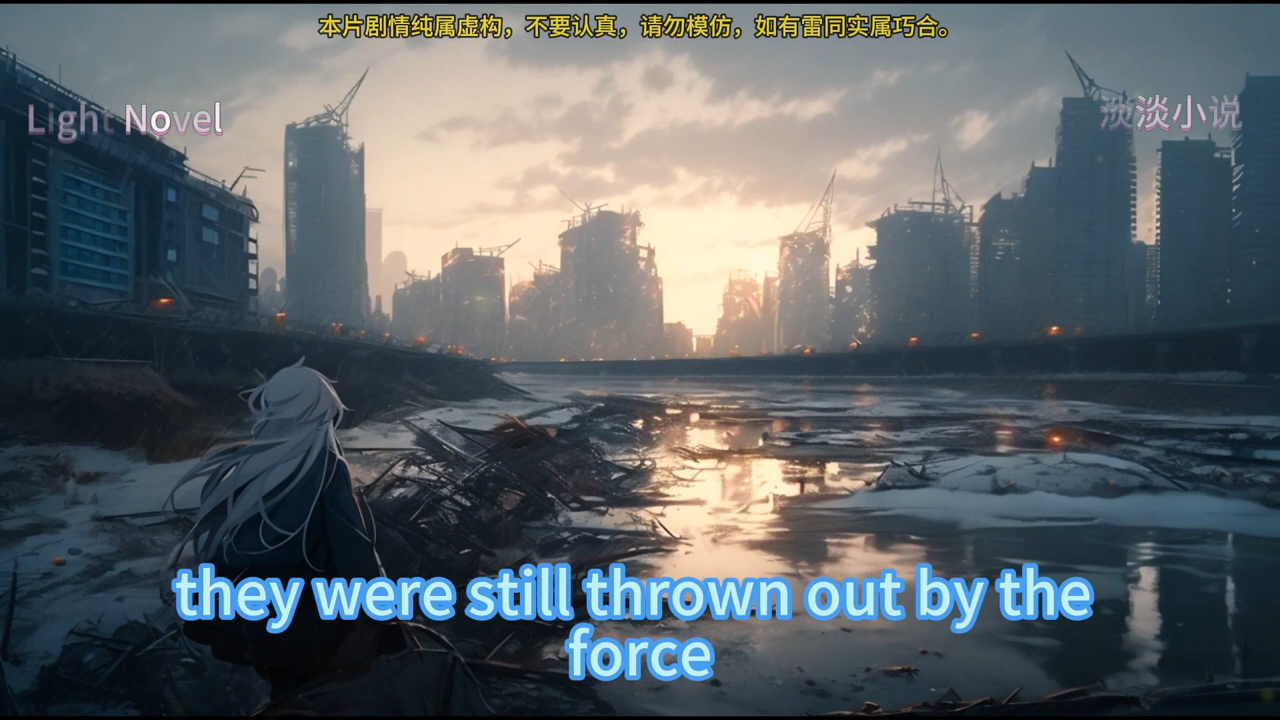 本片剧情纯属虚构，不要认真，请勿模仿，如有雷同实属巧合。
Light Novel
淡淡小说
they were still thrown out by the
force